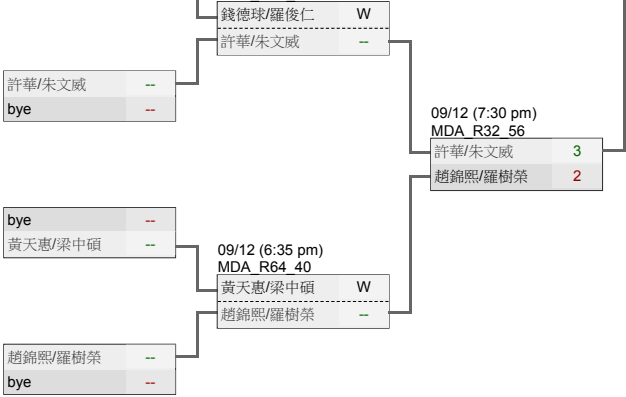 錢德球/羅俊仁 W
許華/朱文威 --
許華/朱文威 --
bye --
09/12 (7:30 pm)
MDA_R32_56
許華/朱文威 3
趙錦熙/羅樹榮 2
bye --
黃天惠/梁中碩 --
09/12 (6:35 pm)
MDA_R64_40
黃天惠/梁中碩 W
趙錦熙/羅樹榮 --
趙錦熙/羅樹榮 --
bye --